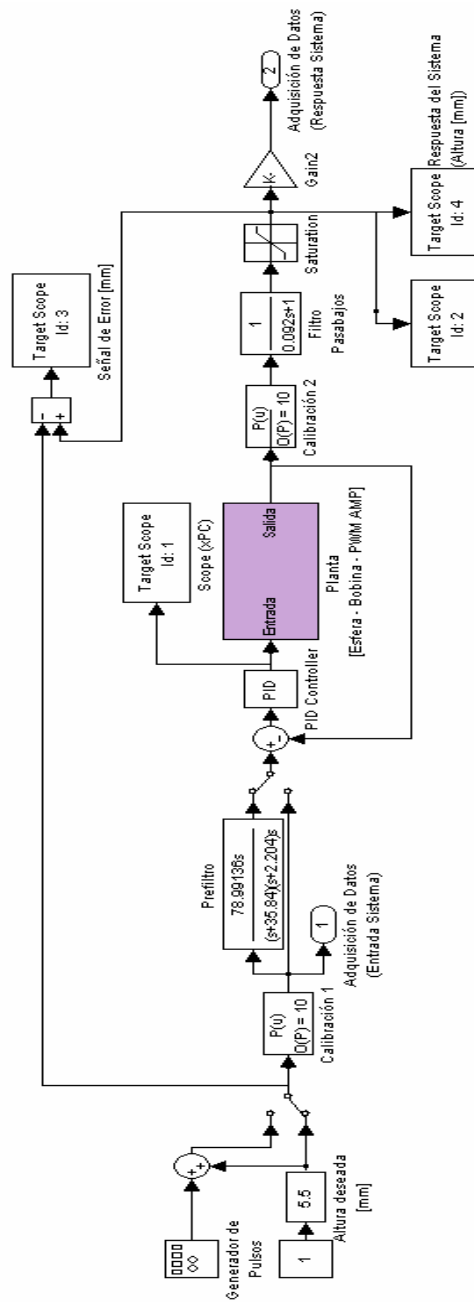 Generador de
Pulsos
1
5.5
Altura deseada
[mm]
+
+
P(u)
O(P) = 10
Calibración 1
1
Adquisición de Datos
(Entrada Sistema)
Prefiltro
78.99136s
(s+35.84)(s+2.204)s
+
-
PID
PID Controller
Target Scope
Id: 1
Scope (xPC)
Entrada
Salida
Planta
[Esfera - Bobina - PWM AMP]
P(u)
O(P) = 10
Calibración 2
1
0.092s+1
Filtro
Pasabajos
Saturation
-K-
Gain2
2
Adquisición de Datos
(Respuesta Sistema)
-
+
Target Scope
Id: 3
Señal de Error [mm]
Target Scope
Id: 2
Target Scope
Id: 4
Respuesta del Sistema
(Altura [mm])